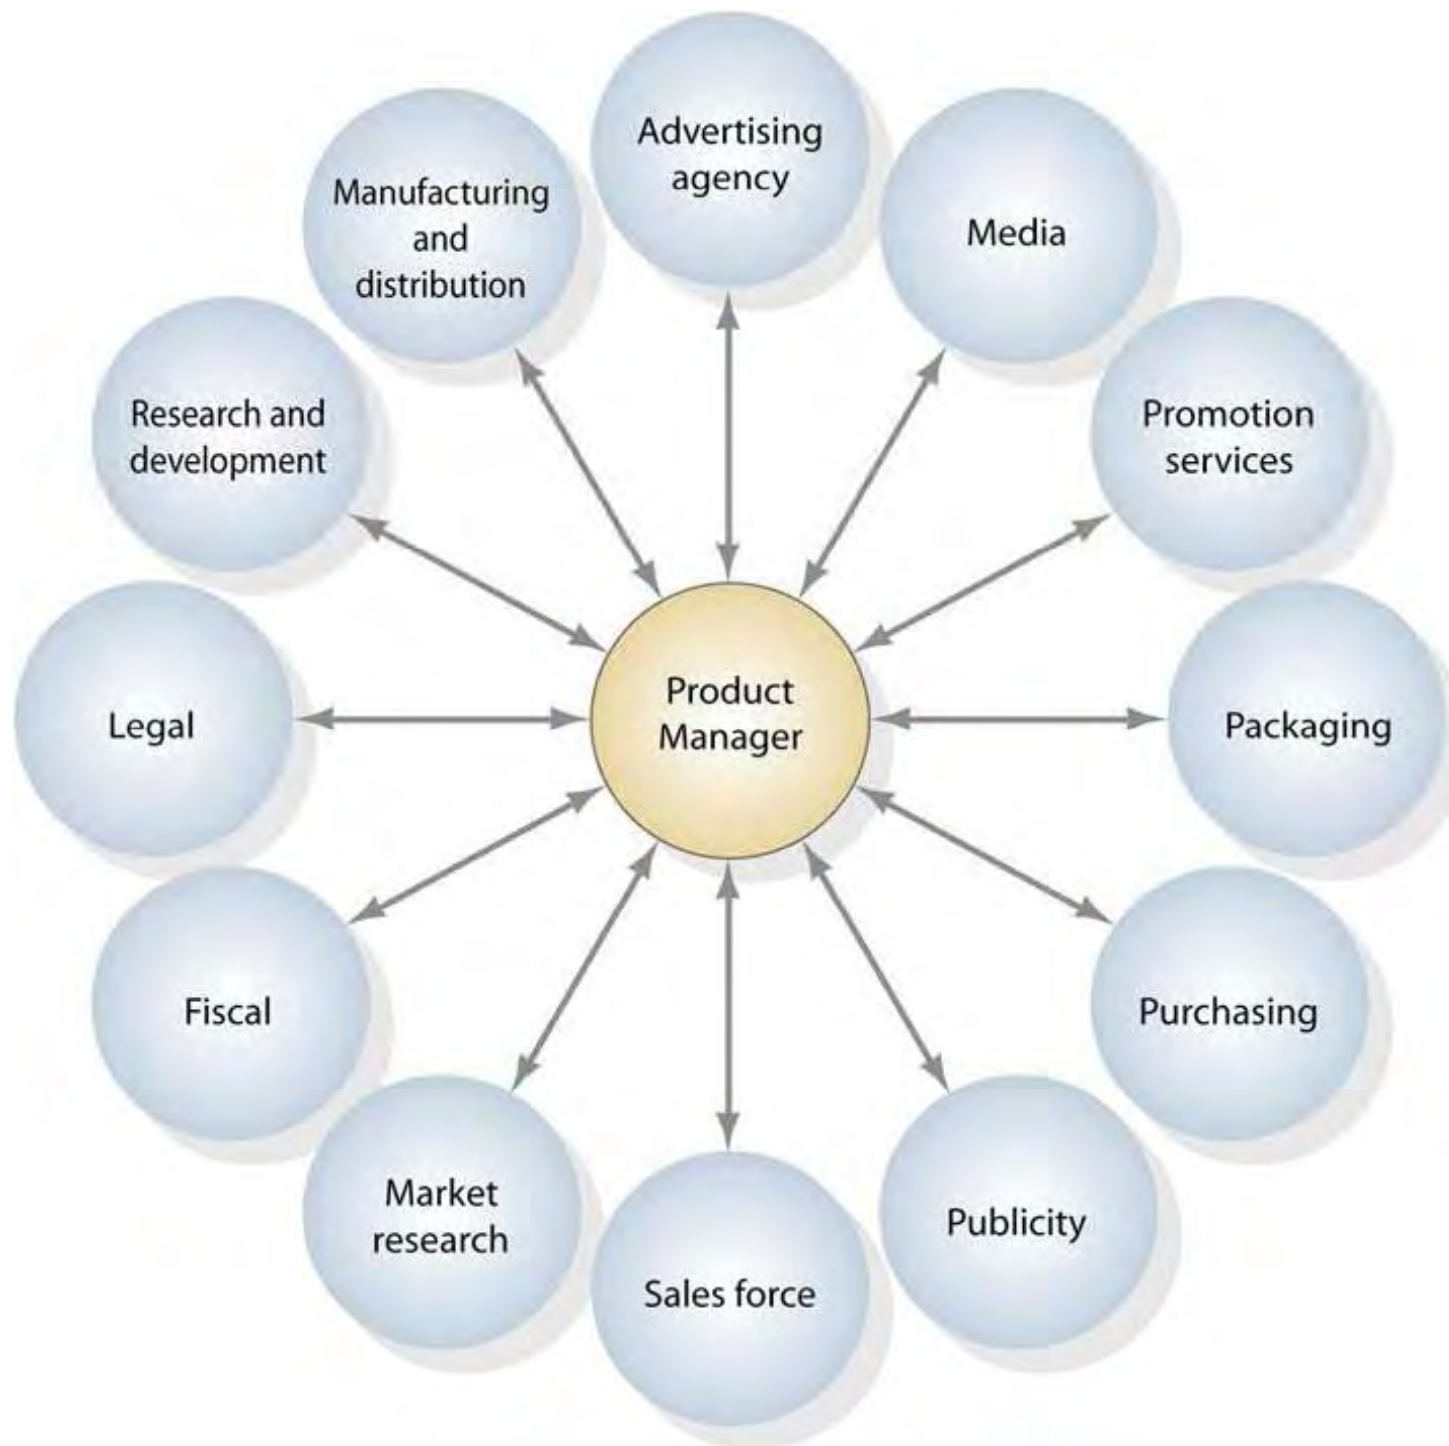 Advertising
agency
Media
Promotion
services
Packaging
Purchasing
Publicity
Sales force
Market
research
Fiscal
Legal
Research and
development
Manufacturing
and
distribution
Product
Manager